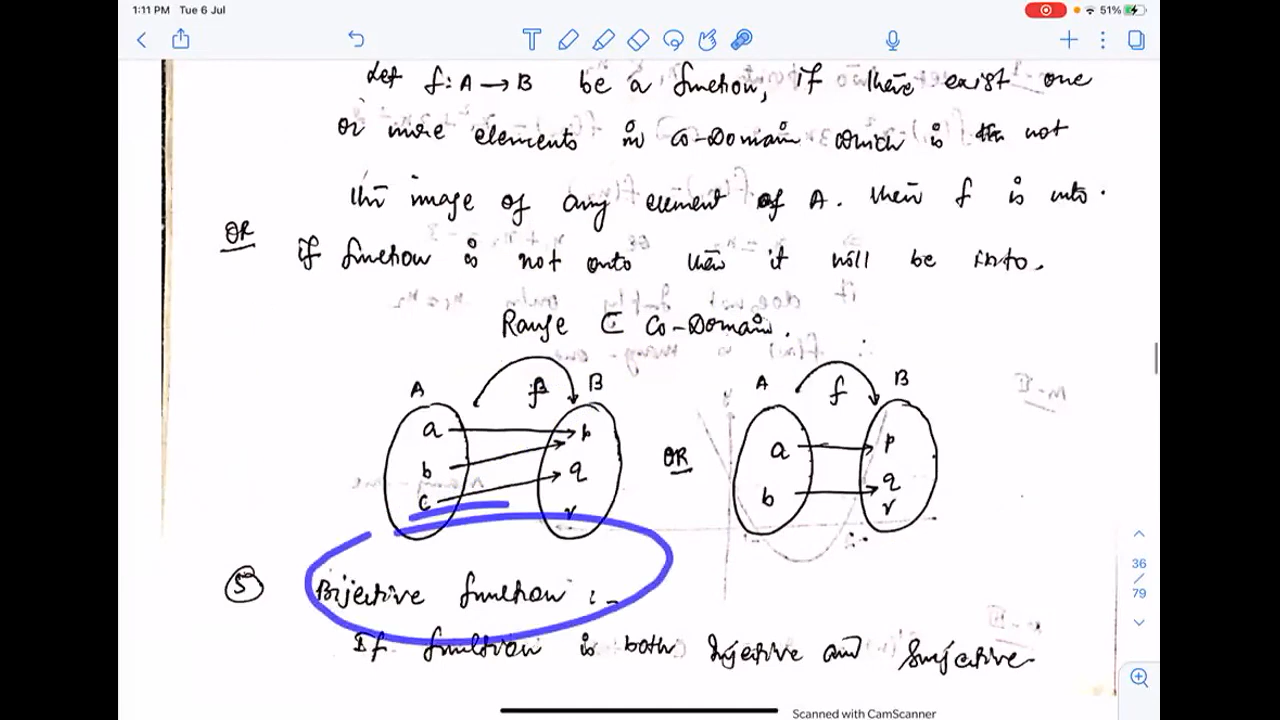 1:11 PM Tue 6 Jul
51%
Let f: A → B be a function, if there exist one
or more elements in Co-Domain which is not
the image of any element of A. then f is into.
OR
if function is not onto then it will be into.
Range ⊂ Co-Domain.
A f B
a p
b q
c r
OR
A f B
a p
b q
r
36
/
79
5 Bijective function :-
If function is both Injective and Surjective
Scanned with CamScanner